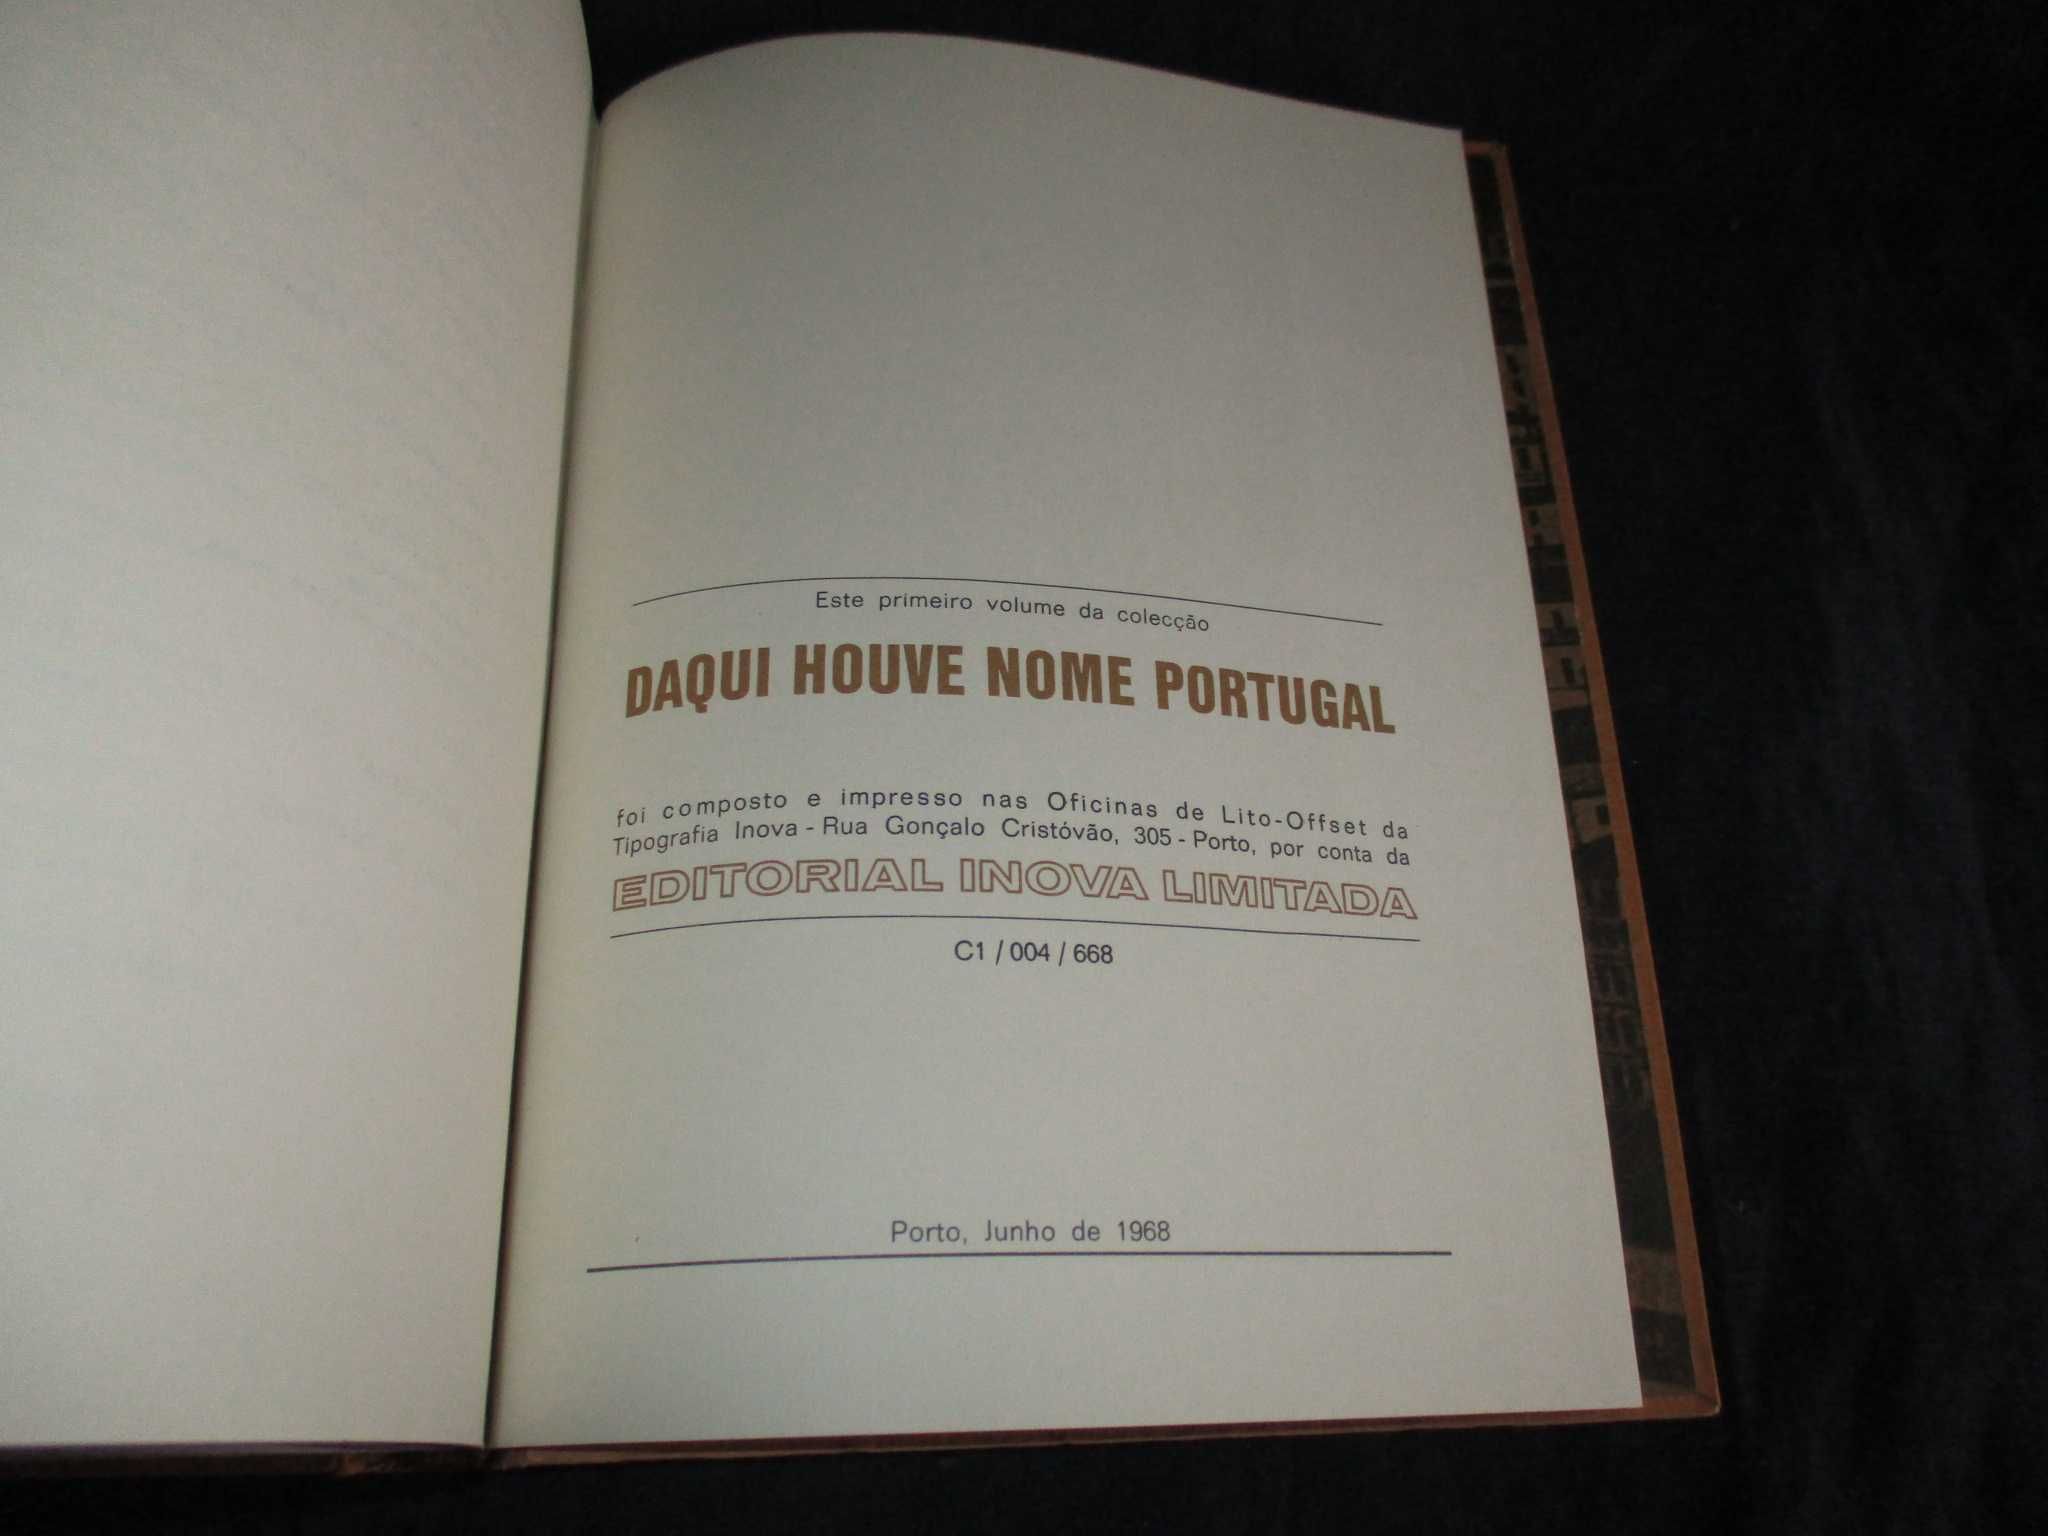 Este primeiro volume da colecção
DAQUI HOUVE NOME PORTUGAL
foi composto e impresso nas Oficinas de Lito-Offset da
Tipografia Inova - Rua Gonçalo Cristóvão, 305 - Porto, por conta da
EDITORIAL INOVA LIMITADA
C1 / 004 / 668
Porto, Junho de 1968